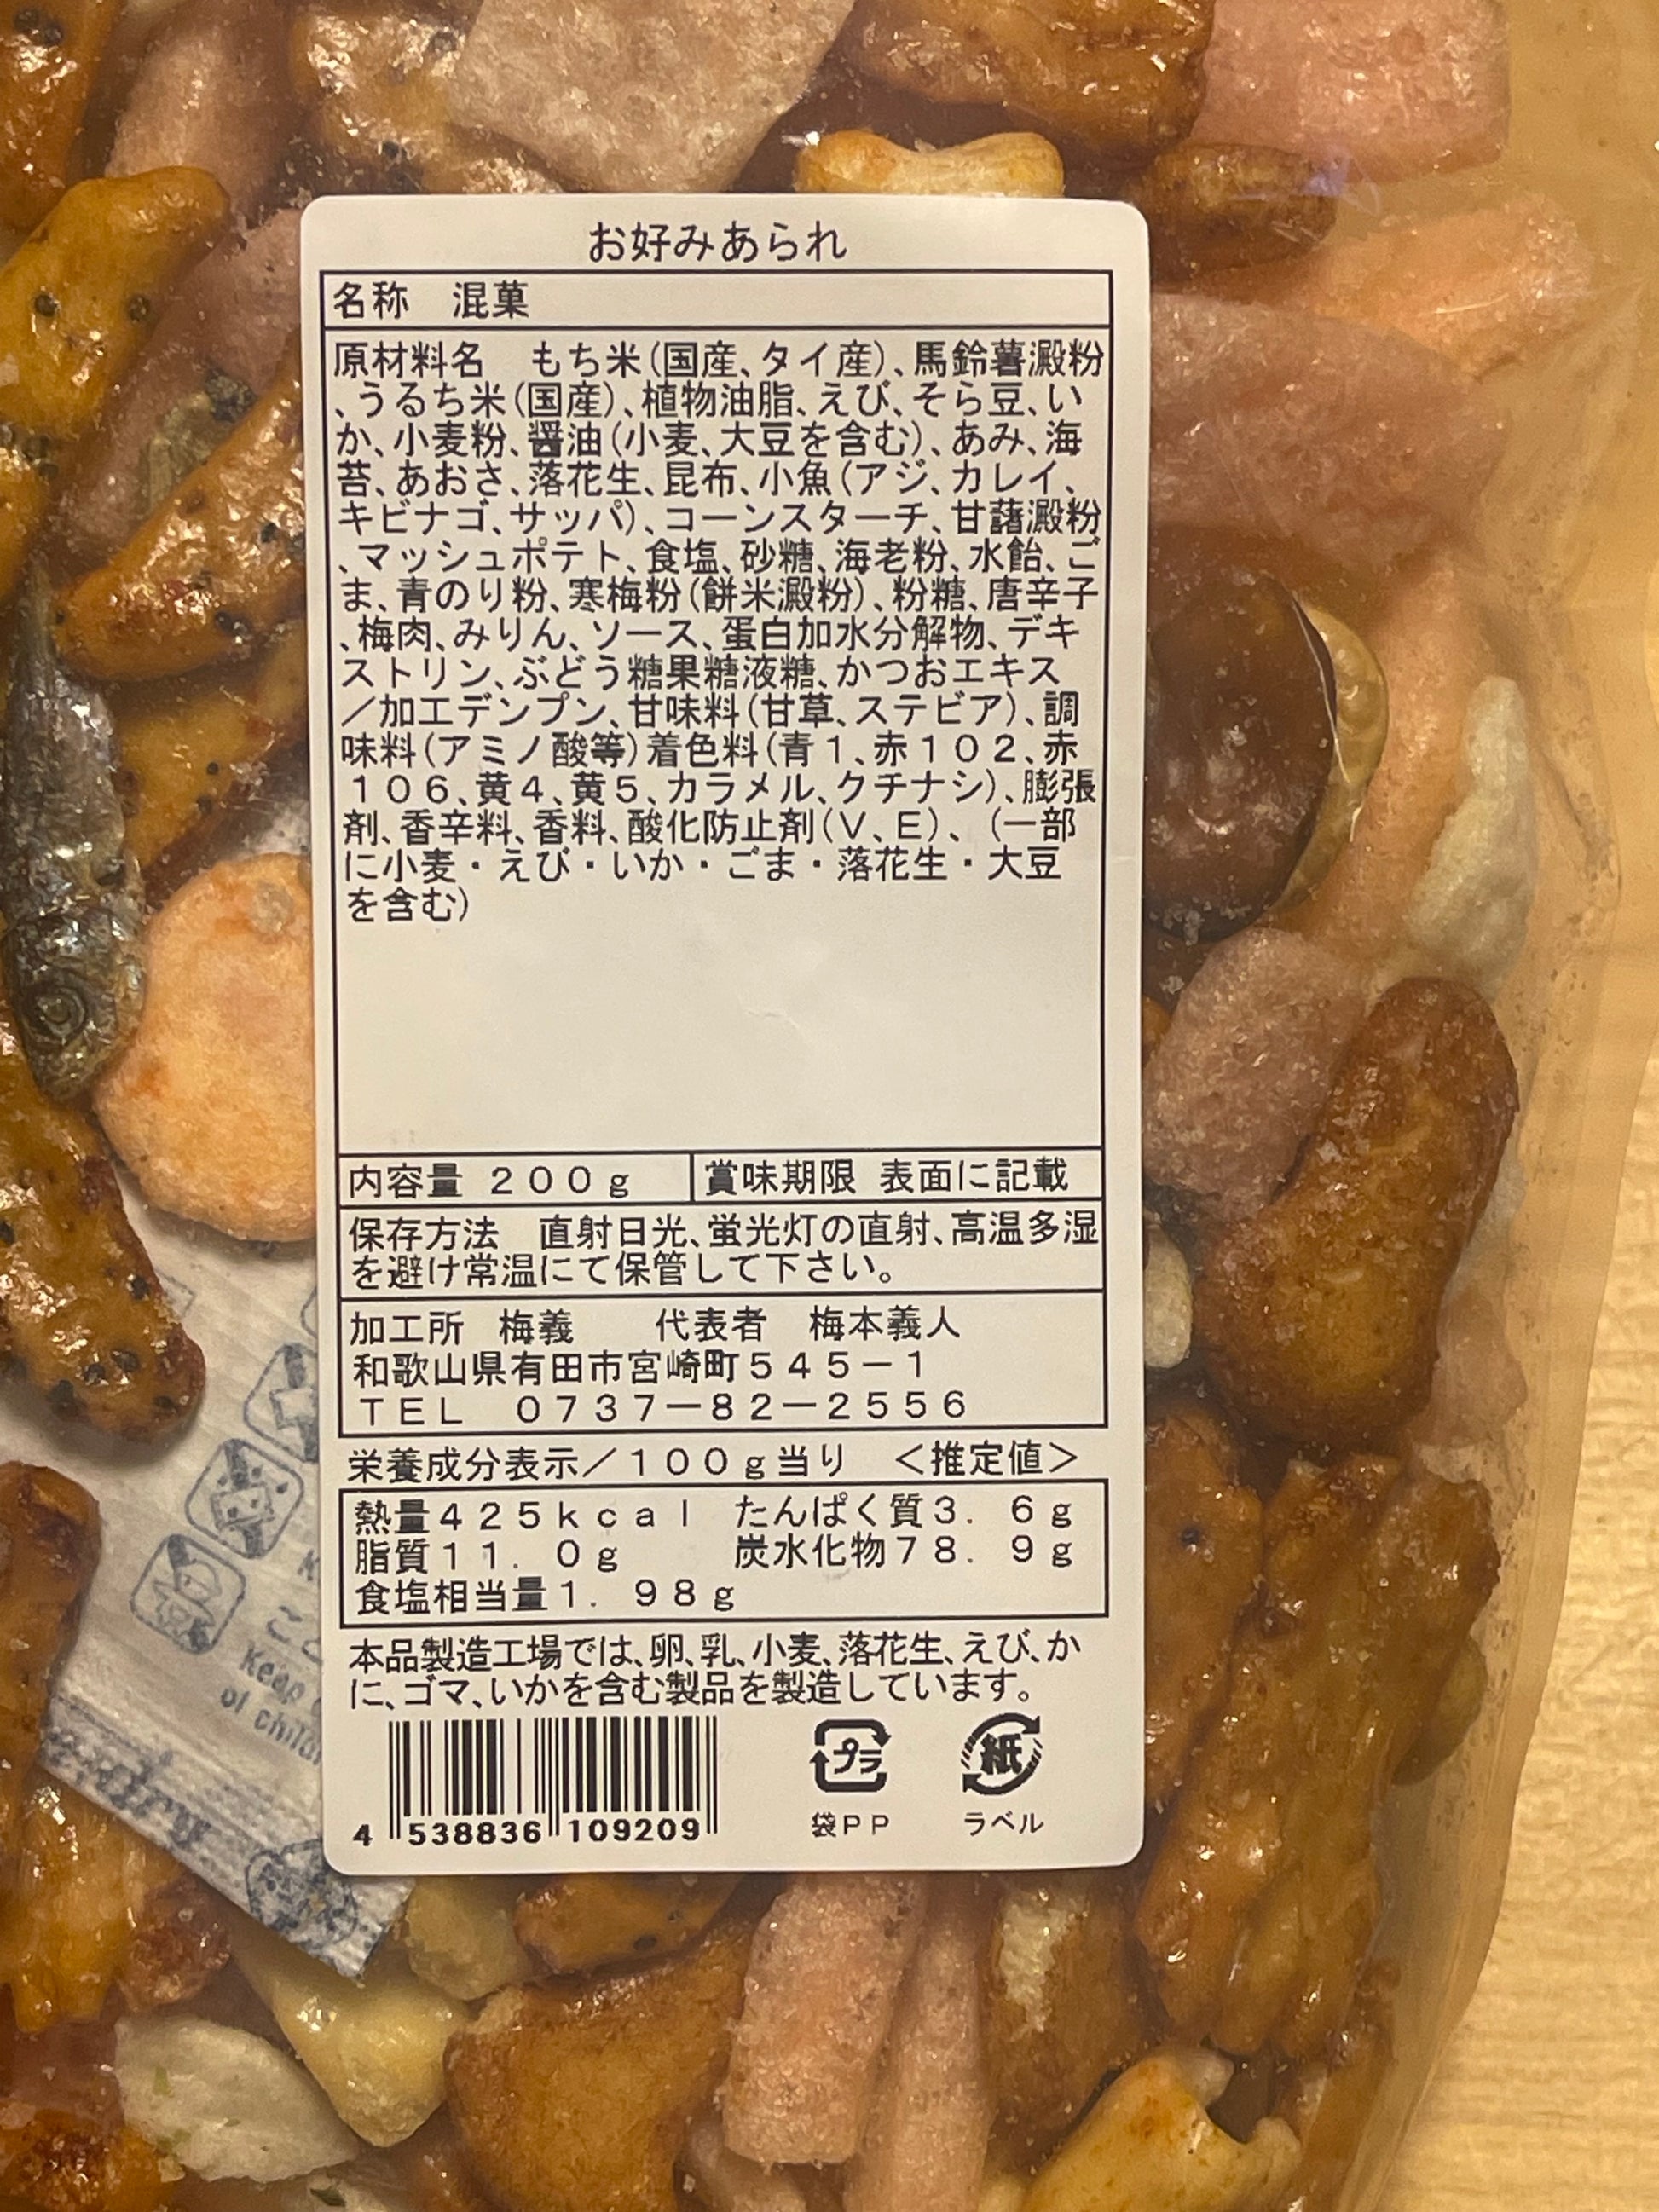 お好みあられ
名称　混菓
原材料名　もち米(国産、タイ産)、馬鈴薯澱粉
、うるち米(国産)、植物油脂、えび、そら豆、い
か、小麦粉、醤油(小麦、大豆を含む)、あみ、海
苔、あおさ、落花生、昆布、小魚(アジ、カレイ、
キビナゴ、サッパ)、コーンスターチ、甘藷澱粉
、マッシュポテト、食塩、砂糖、海老粉、水飴、ご
ま、青のり粉、寒梅粉(餅米澱粉)、粉糖、唐辛子
、梅肉、みりん、ソース、蛋白加水分解物、デキ
ストリン、ぶどう糖果糖液糖、かつおエキス
／加工デンプン、甘味料(甘草、ステビア)、調
味料(アミノ酸等)着色料(青１、赤１０２、赤
１０６、黄４、黄５、カラメル、クチナシ)、膨張
剤、香辛料、香料、酸化防止剤(Ｖ、Ｅ)、(一部
に小麦・えび・いか・ごま・落花生・大豆
を含む)
内容量 ２００ｇ　賞味期限 表面に記載
保存方法　直射日光、蛍光灯の直射、高温多湿
を避け常温にて保管して下さい。
加工所　梅義　　代表者　梅本義人
和歌山県有田市宮崎町５４５－１
ＴＥＬ　０７３７－８２－２５５６
栄養成分表示／１００ｇ当り　＜推定値＞
熱量４２５ｋｃａｌ　たんぱく質３．６ｇ
脂質１１．０ｇ　炭水化物７８．９ｇ
食塩相当量１．９８ｇ
本品製造工場では、卵、乳、小麦、落花生、えび、か
に、ゴマ、いかを含む製品を製造しています。
4 538836 109209
プラ 紙
袋ＰＰ ラベル
Keep
of child